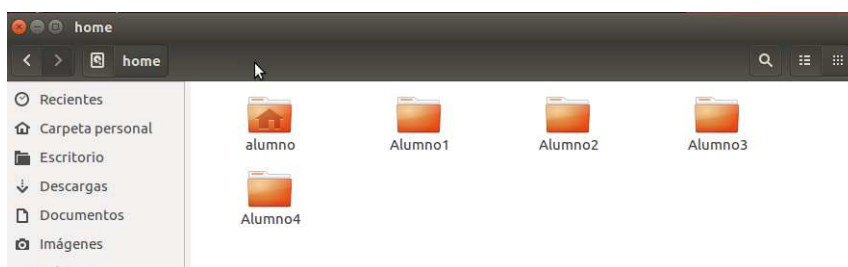 home
home
Recientes
Carpeta personal
Escritorio
Descargas
Documentos
Imágenes
alumno
Alumno1
Alumno2
Alumno3
Alumno4